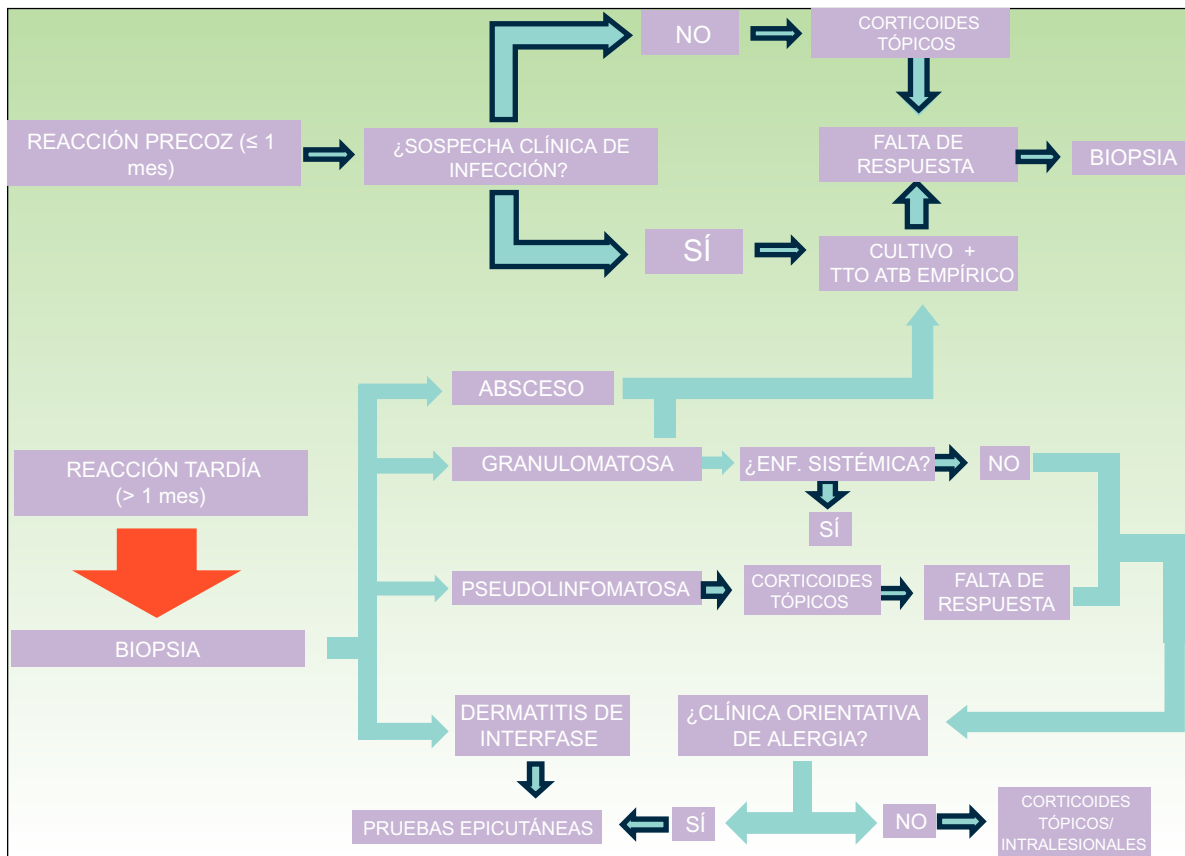 NO
CORTICOIDES
TÓPICOS
REACCIÓN PRECOZ (≤ 1
mes)
¿SOSPECHA CLÍNICA DE
INFECCIÓN?
FALTA DE
RESPUESTA
BIOPSIA
SÍ
CULTIVO +
TTO ATB EMPÍRICO
ABSCESO
REACCIÓN TARDÍA
(> 1 mes)
GRANULOMATOSA
¿ENF. SISTÉMICA?
NO
SÍ
PSEUDOLINFOMATOSA
CORTICOIDES
TÓPICOS
FALTA DE
RESPUESTA
BIOPSIA
DERMATITIS DE
INTERFASE
¿CLÍNICA ORIENTATIVA
DE ALERGIA?
PRUEBAS EPICUTÁNEAS
SÍ
NO
CORTICOIDES
TÓPICOS/
INTRALESIONALES